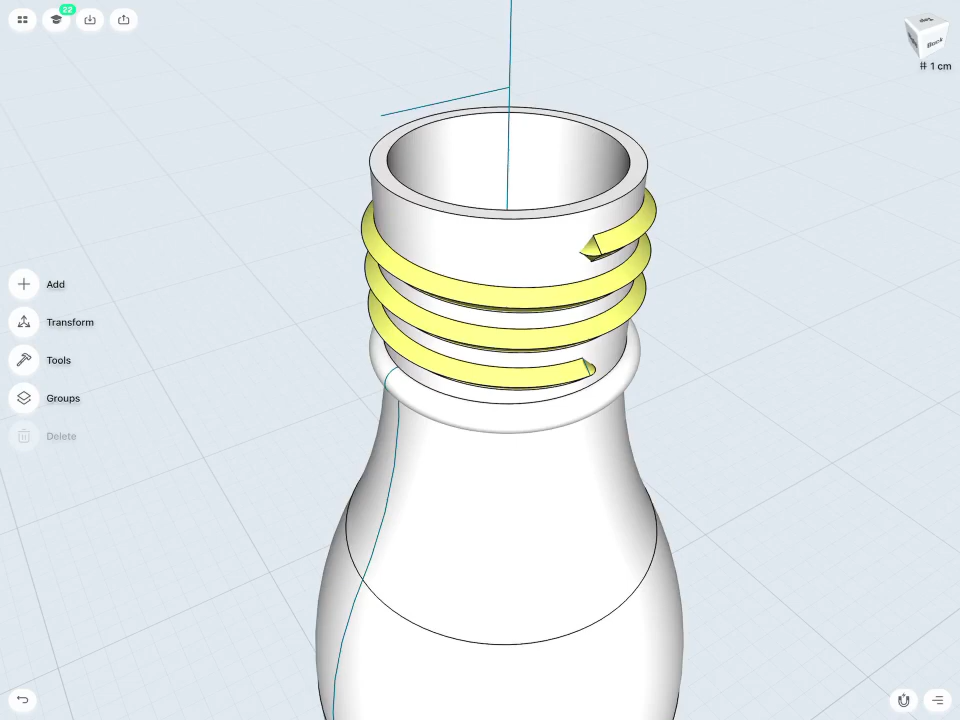 22
Back
# 1 cm
Add
Transform
Tools
Groups
Delete